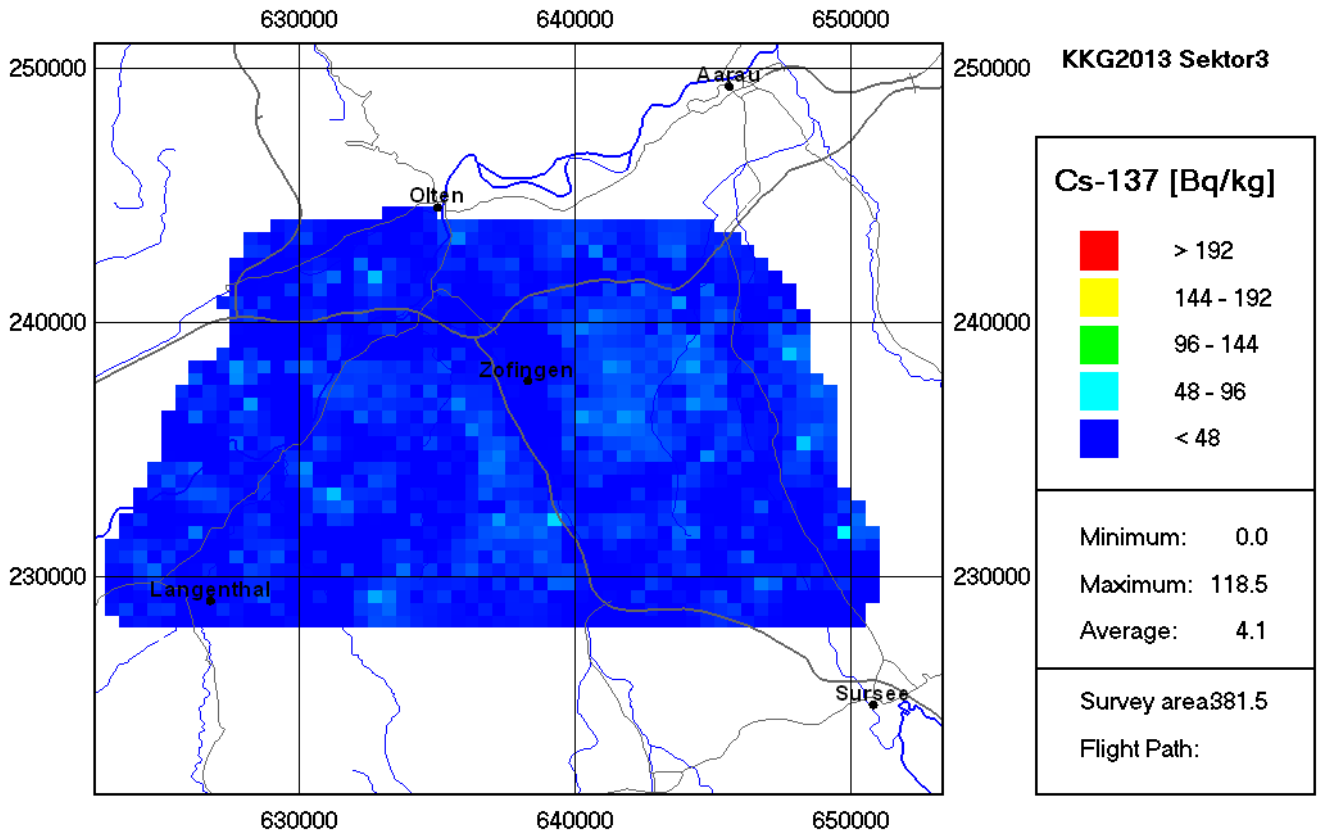 630000 640000 650000
250000 250000
KKG2013 Sektor3
Aarau
Cs-137 [Bq/kg]
Olten
> 192
144 - 192
240000 240000
96 - 144
Zofingen
48 - 96
< 48
Minimum: 0.0
230000 230000
Langenthal
Maximum: 118.5
Average: 4.1
Sursee
Survey area:381.5
Flight Path:
630000 640000 650000